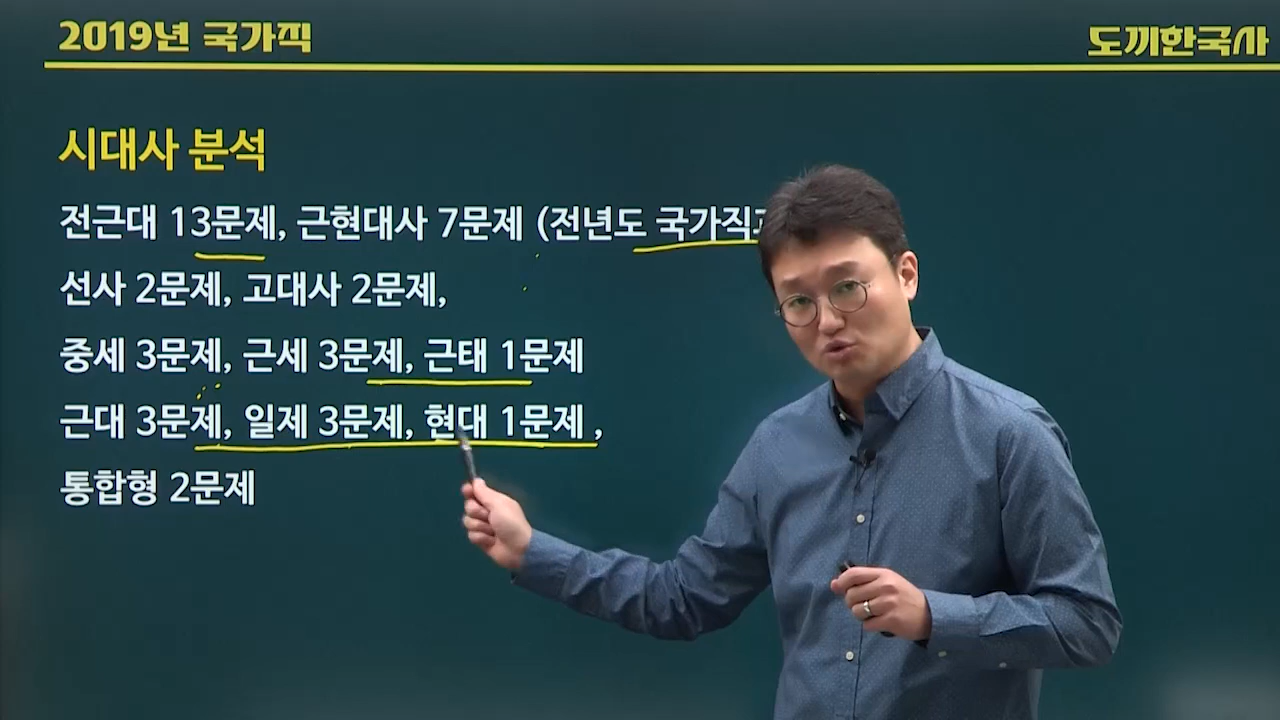 2019년 국가직
도끼한국사
시대사 분석
전근대 13문제, 근현대사 7문제 (전년도 국가직
선사 2문제, 고대사 2문제,
중세 3문제, 근세 3문제, 근태 1문제
근대 3문제, 일제 3문제, 현대 1문제 ,
통합형 2문제